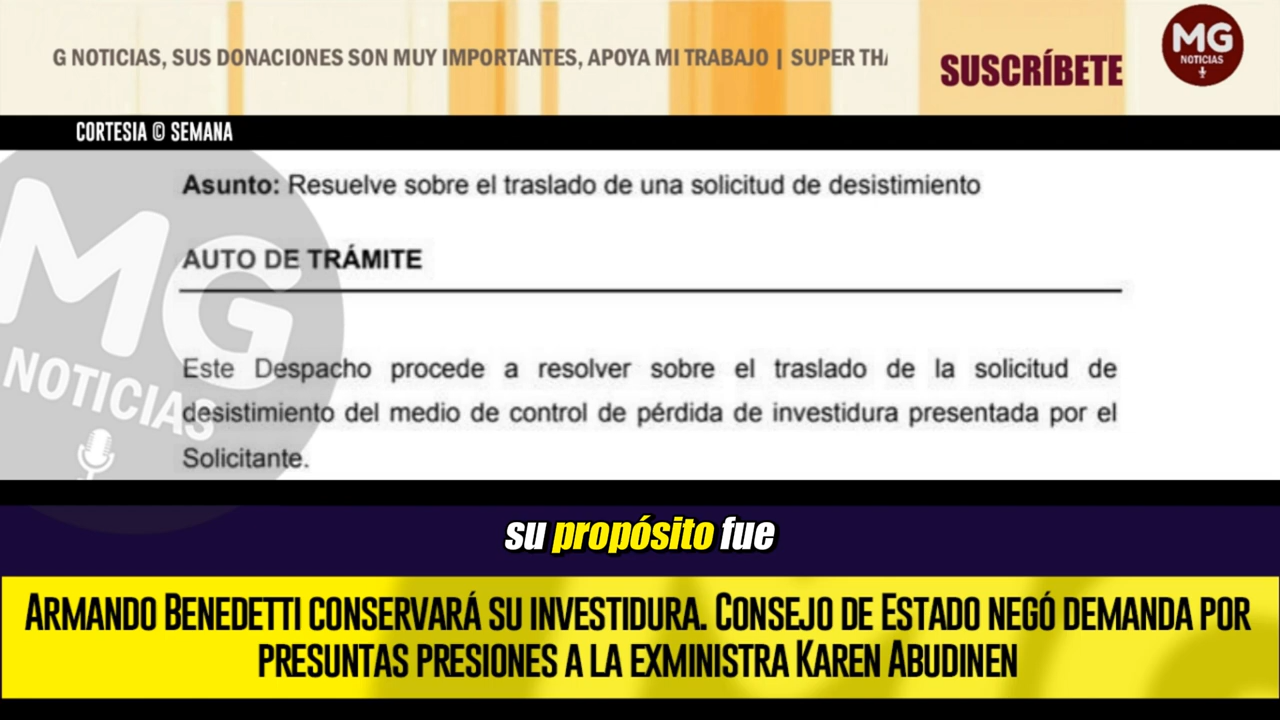 G NOTICIAS, SUS DONACIONES SON MUY IMPORTANTES, APOYA MI TRABAJO | SUPER
SUSCRÍBETE
MG
NOTICIAS
CORTESIA © SEMANA
Asunto: Resuelve sobre el traslado de una solicitud de desistimiento
AUTO DE TRÁMITE
MG
NOTICIAS
Este Despacho procede a resolver sobre el traslado de la solicitud de
desistimiento del medio de control de pérdida de investidura presentada por el
Solicitante.
su propósito fue
ARMANDO BENEDETTI CONSERVARÁ SU INVESTIDURA. CONSEJO DE ESTADO NEGÓ DEMANDA POR
PRESUNTAS PRESIONES A LA EXMINISTRA KAREN ABUDINEN